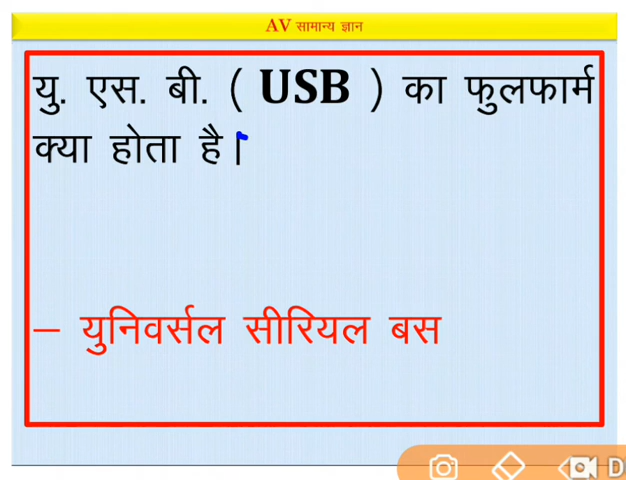 AV सामान्य ज्ञान
यु. एस. बी. ( USB ) का फुलफार्म
क्या होता है।
– युनिवर्सल सीरियल बस
D